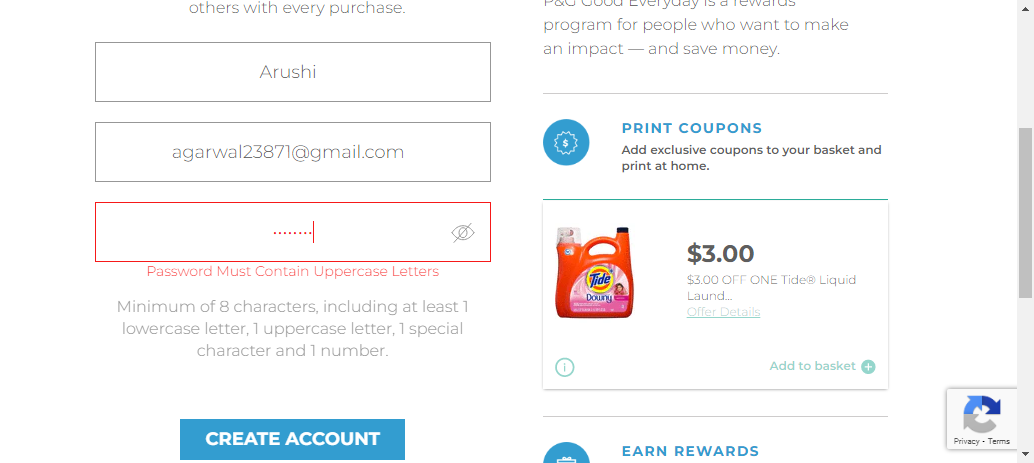 others with every purchase.
Arushi
agarwal23871@gmail.com
........
Password Must Contain Uppercase Letters
Minimum of 8 characters, including at least 1
lowercase letter, 1 uppercase letter, 1 special
character and 1 number.
CREATE ACCOUNT
P&G Good Everyday is a rewards
program for people who want to make
an impact — and save money.
$
PRINT COUPONS
Add exclusive coupons to your basket and
print at home.
Tide
Downy
$3.00
$3.00 OFF ONE Tide® Liquid
Laund...
Offer Details
i
Add to basket +
EARN REWARDS
Privacy - Terms